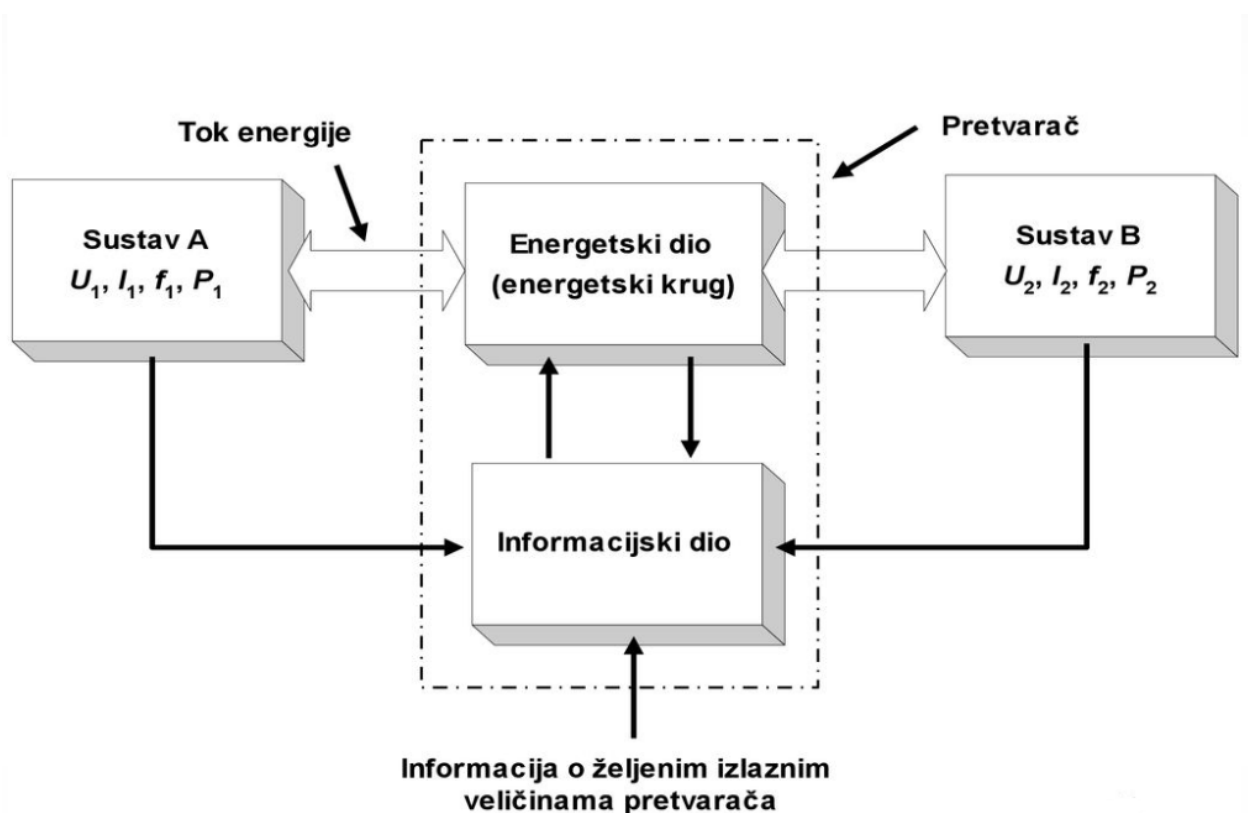 Tok energije
Pretvarač
Sustav A
U₁, I₁, f₁, P₁
Energetski dio
(energetski krug)
Sustav B
U₂, I₂, f₂, P₂
Informacijski dio
Informacija o željenim izlaznim
veličinama pretvarača